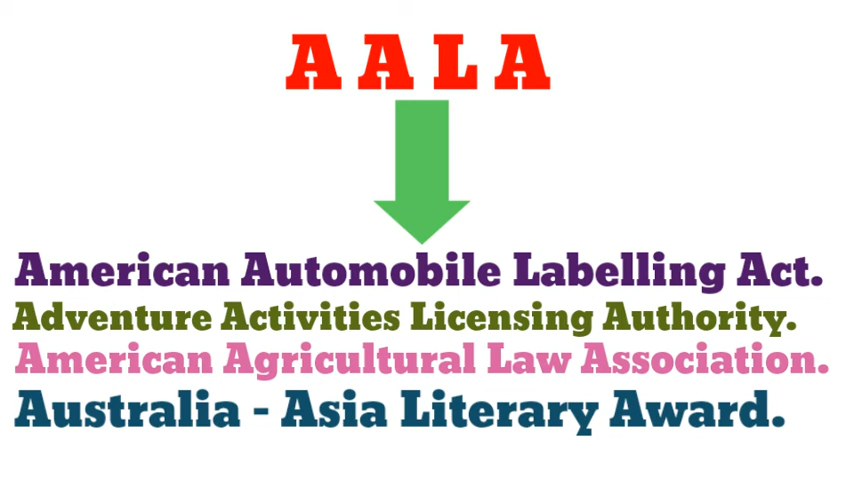 A A L A
American Automobile Labelling Act.
Adventure Activities Licensing Authority.
American Agricultural Law Association.
Australia - Asia Literary Award.